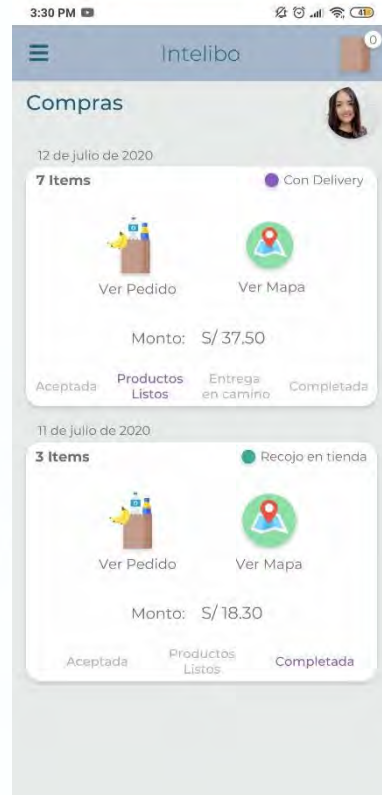 3:30 PM
41
Intelibo
0
Compras
12 de julio de 2020
7 Items
Con Delivery
Ver Pedido
Ver Mapa
Monto: S/ 37.50
Aceptada
Productos
Listos
Entrega
en camino
Completada
11 de julio de 2020
3 Items
Recojo en tienda
Ver Pedido
Ver Mapa
Monto: S/ 18.30
Aceptada
Productos
Listos
Completada